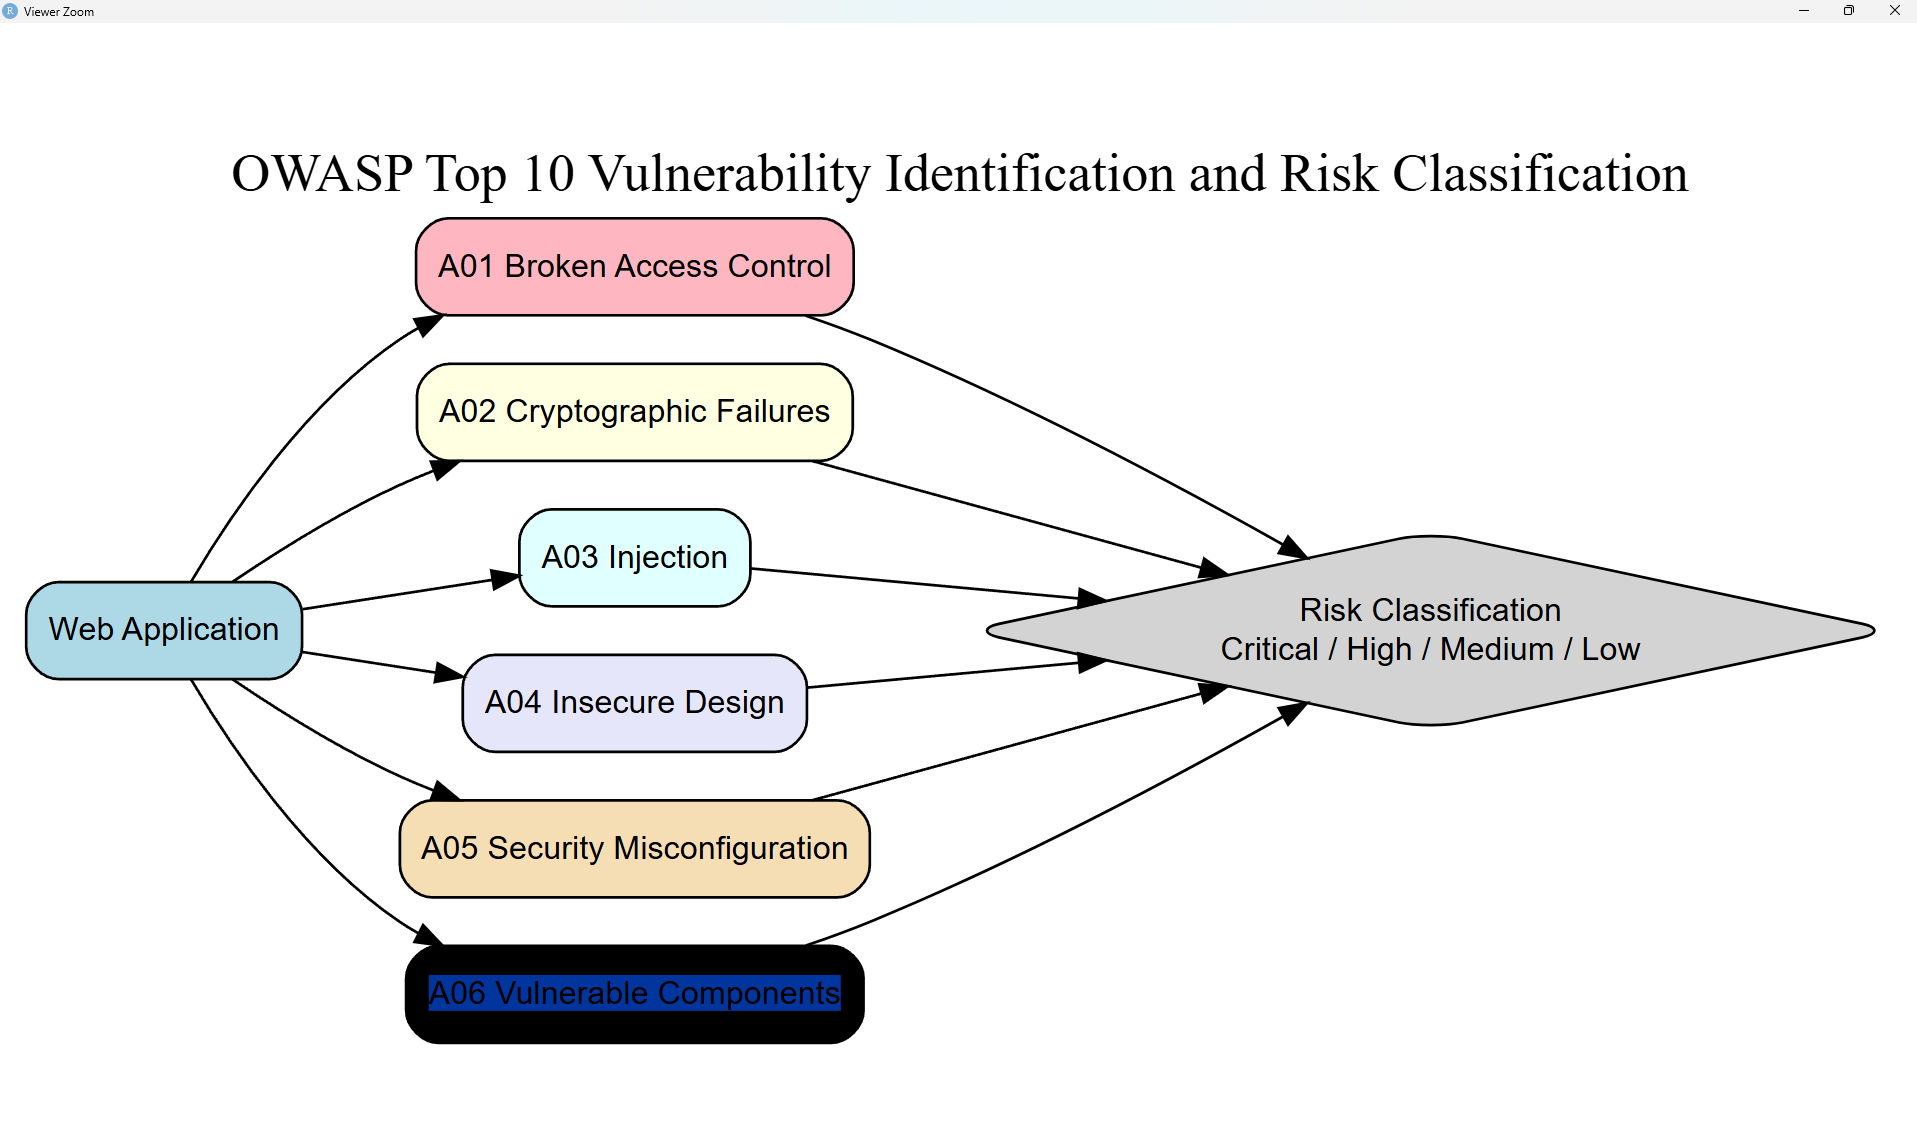 R Viewer Zoom
OWASP Top 10 Vulnerability Identification and Risk Classification
A01 Broken Access Control
A02 Cryptographic Failures
A03 Injection
Web Application
Risk Classification
Critical / High / Medium / Low
A04 Insecure Design
A05 Security Misconfiguration
A06 Vulnerable Components